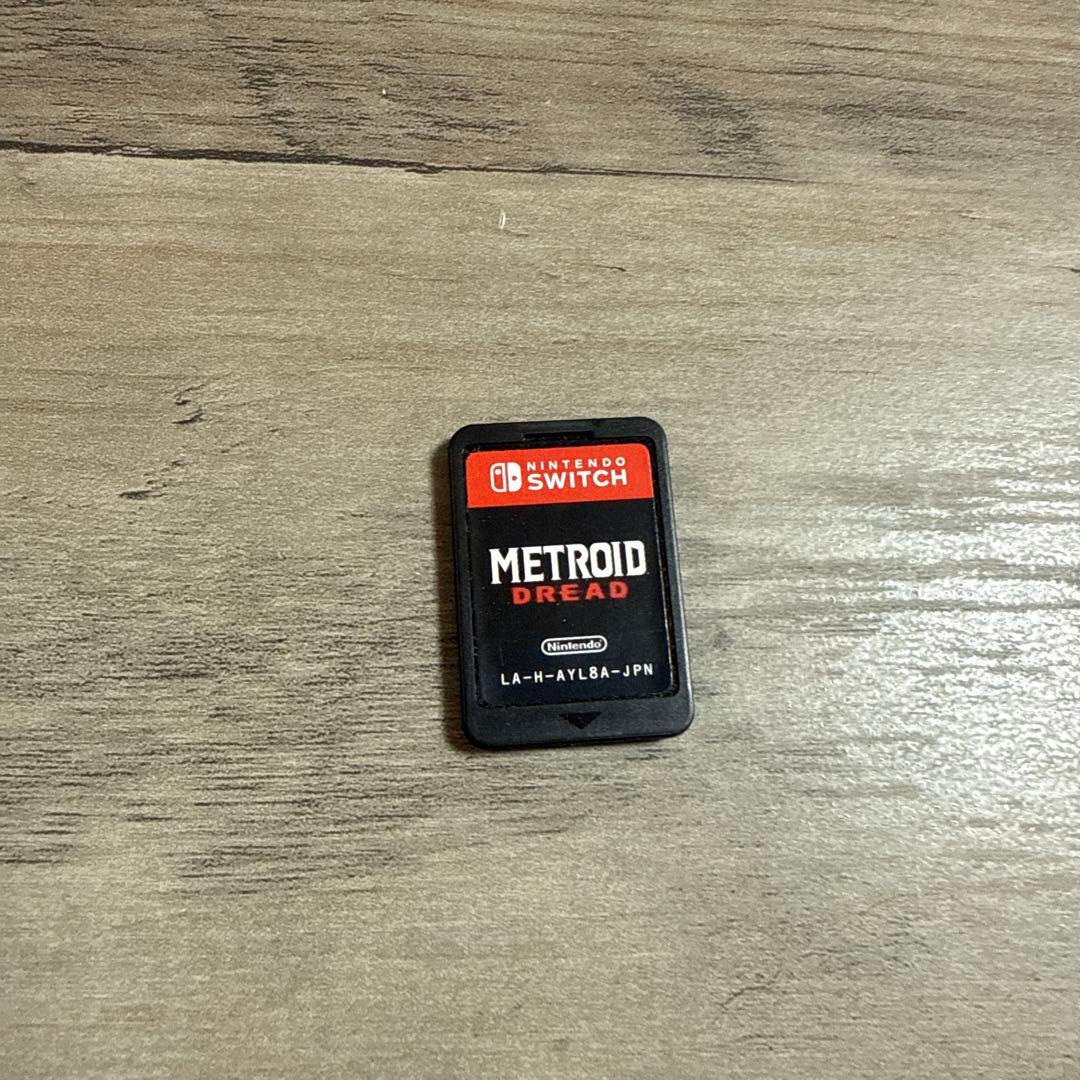 NINTENDO
SWITCH
METROID
DREAD
Nintendo
LA-H-AYL8A-JPN